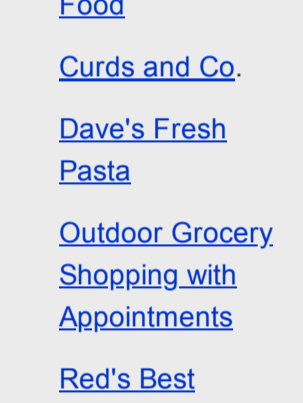 Food
Curds and Co.
Dave's Fresh
Pasta
Outdoor Grocery
Shopping with
Appointments
Red's Best